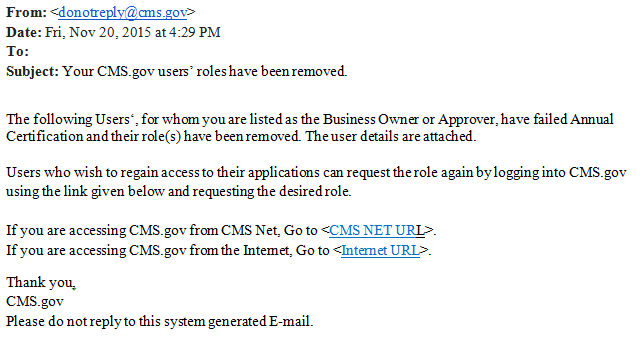 From: <donotreply@cms.gov>
Date: Fri, Nov 20, 2015 at 4:29 PM
To:
Subject: Your CMS.gov users’ roles have been removed.
The following Users‘, for whom you are listed as the Business Owner or Approver, have failed Annual
Certification and their role(s) have been removed. The user details are attached.
Users who wish to regain access to their applications can request the role again by logging into CMS.gov
using the link given below and requesting the desired role.
If you are accessing CMS.gov from CMS Net, Go to <CMS NET URL>.
If you are accessing CMS.gov from the Internet, Go to <Internet URL>.
Thank you,
CMS.gov
Please do not reply to this system generated E-mail.